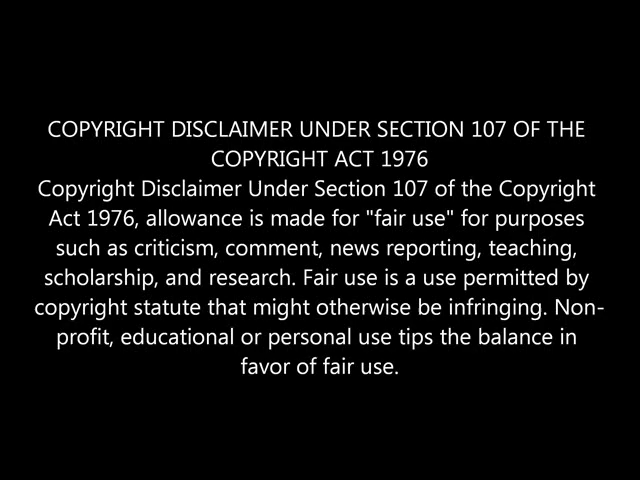 COPYRIGHT DISCLAIMER UNDER SECTION 107 OF THE
COPYRIGHT ACT 1976
Copyright Disclaimer Under Section 107 of the Copyright
Act 1976, allowance is made for "fair use" for purposes
such as criticism, comment, news reporting, teaching,
scholarship, and research. Fair use is a use permitted by
copyright statute that might otherwise be infringing. Non-
profit, educational or personal use tips the balance in
favor of fair use.